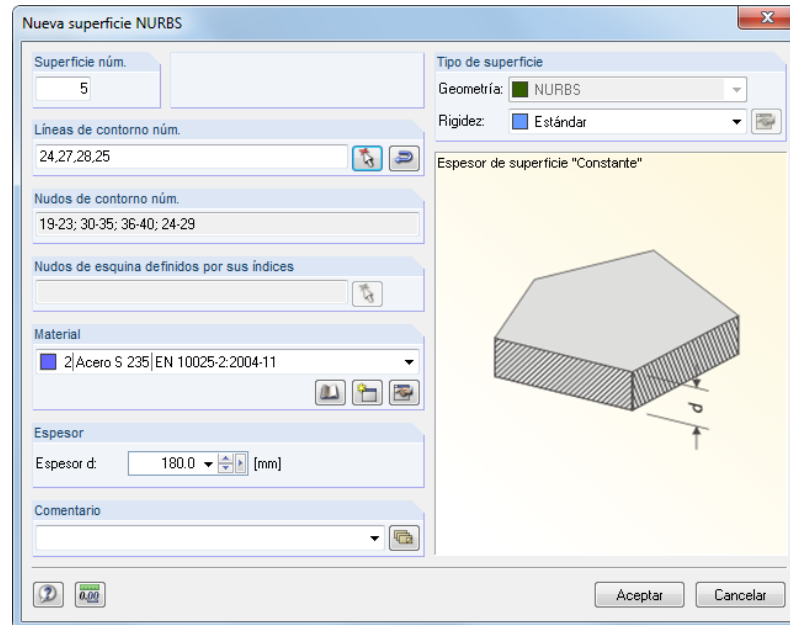 Nueva superficie NURBS
Superficie núm.
5
Líneas de contorno núm.
24,27,28,25
Nudos de contorno núm.
19-23; 30-35; 36-40; 24-29
Nudos de esquina definidos por sus índices
Material
2 Acero S 235 EN 10025-2:2004-11
Espesor
Espesor d: 180.0 [mm]
Comentario
Tipo de superficie
Geometría: NURBS
Rigidez: Estándar
Espesor de superficie "Constante"
d
0.00
Aceptar
Cancelar